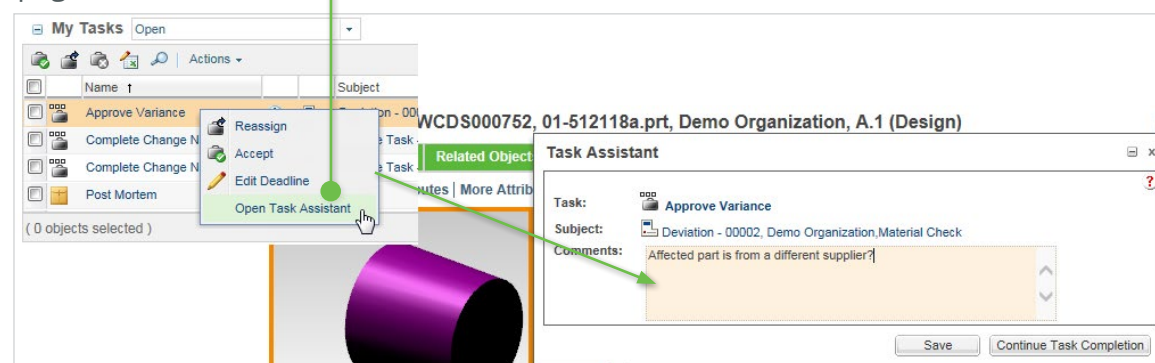 My Tasks Open
Actions
Name ↑ Subject
Approve Variance
Complete Change N
Complete Change N
Post Mortem
( 0 objects selected )
Reassign
Accept
Edit Deadline
Open Task Assistant
WCDS000752, 01-512118a.prt, Demo Organization, A.1 (Design)
Related Object
More Attrib
Task Assistant
Task: Approve Variance
Subject: Deviation - 00002, Demo Organization,Material Check
Comments: Affected part is from a different supplier?
Save Continue Task Completion